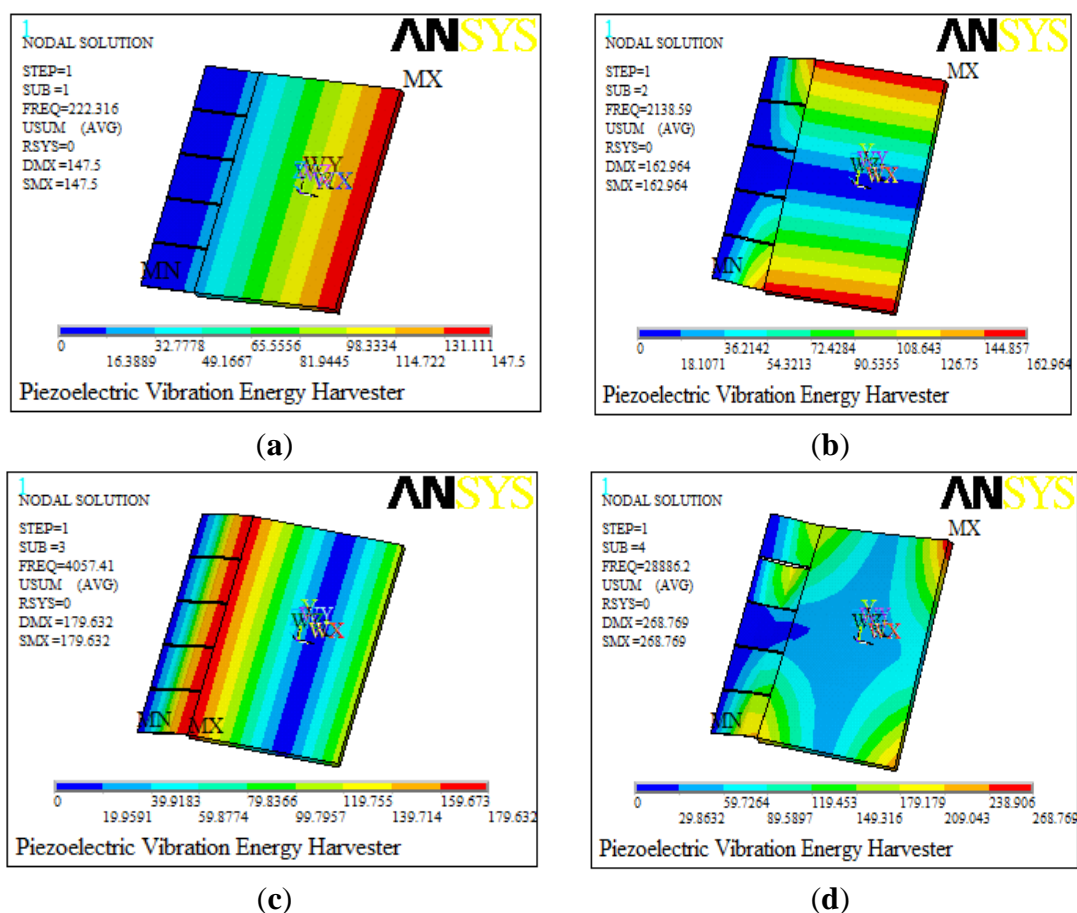 1
ANSYS
NODAL SOLUTION
STEP=1
SUB =1
FREQ=222.316
USUM (AVG)
RSYS=0
DMX =147.5
SMX =147.5
MX
MN
0 32.7778 65.5556 98.3334 131.111
16.3889 49.1667 81.9445 114.722 147.5
Piezoelectric Vibration Energy Harvester
(a)
1
ANSYS
NODAL SOLUTION
STEP=1
SUB =2
FREQ=2138.59
USUM (AVG)
RSYS=0
DMX =162.964
SMX =162.964
MX
MN
0 36.2142 72.4284 108.643 144.857
18.1071 54.3213 90.5355 126.75 162.964
Piezoelectric Vibration Energy Harvester
(b)
1
ANSYS
NODAL SOLUTION
STEP=1
SUB =3
FREQ=4057.41
USUM (AVG)
RSYS=0
DMX =179.632
SMX =179.632
MN MX
0 39.9183 79.8366 119.755 159.673
19.9591 59.8774 99.7957 139.714 179.632
Piezoelectric Vibration Energy Harvester
(c)
1
ANSYS
NODAL SOLUTION
STEP=1
SUB =4
FREQ=28886.2
USUM (AVG)
RSYS=0
DMX =268.769
SMX =268.769
MX
MN
0 59.7264 119.453 179.179 238.906
29.8632 89.5897 149.316 209.043 268.769
Piezoelectric Vibration Energy Harvester
(d)